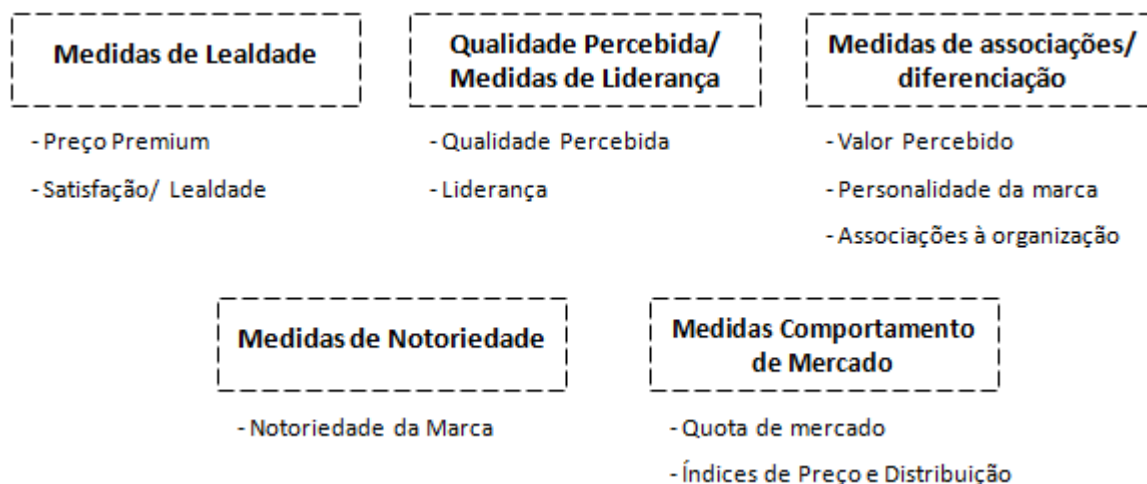 Medidas de Lealdade
- Preço Premium
- Satisfação/ Lealdade
Qualidade Percebida/
Medidas de Liderança
- Qualidade Percebida
- Liderança
Medidas de associações/
diferenciação
- Valor Percebido
- Personalidade da marca
- Associações à organização
Medidas de Notoriedade
- Notoriedade da Marca
Medidas Comportamento
de Mercado
- Quota de mercado
- Índices de Preço e Distribuição